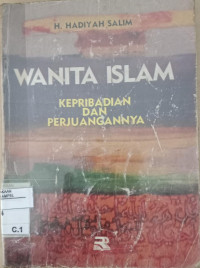 H. HADIYAH SALIM
WANITA ISLAM
KEPRIBADIAN
DAN
PERJUANGANNYA
C.1